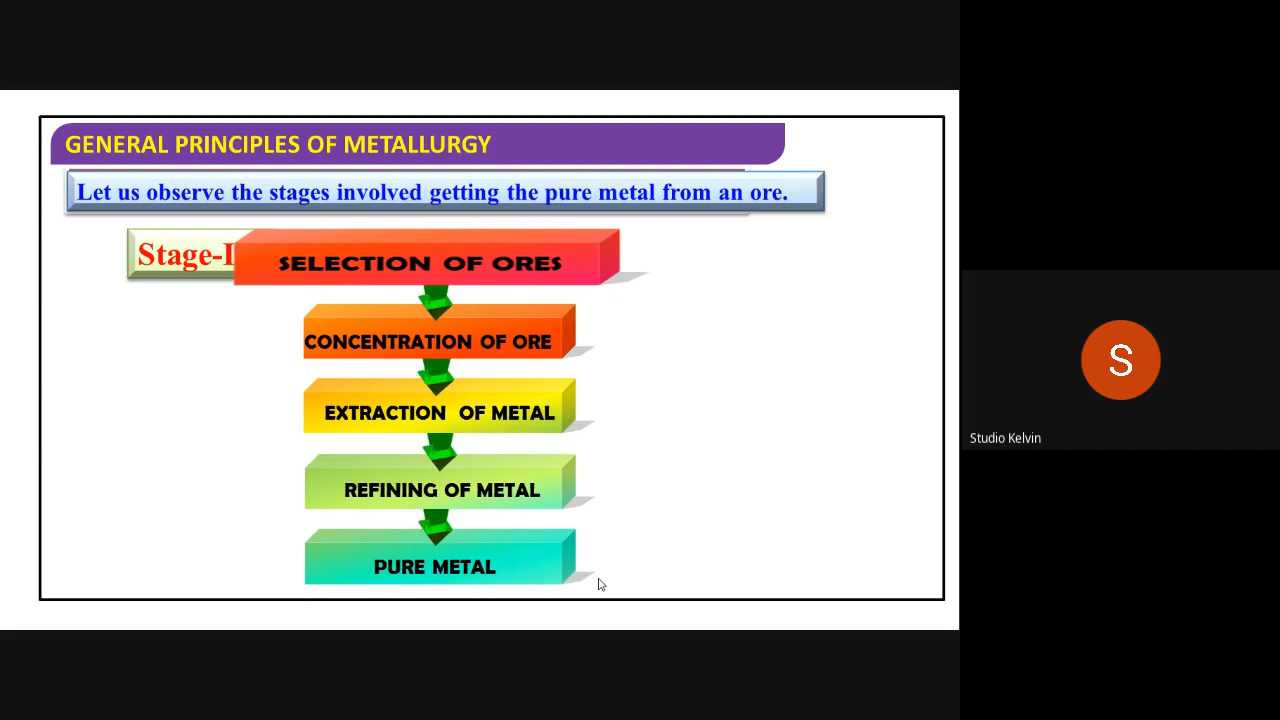 GENERAL PRINCIPLES OF METALLURGY
Let us observe the stages involved getting the pure metal from an ore.
Stage-I
SELECTION OF ORES
CONCENTRATION OF ORE
EXTRACTION OF METAL
REFINING OF METAL
PURE METAL
S
Studio Kelvin